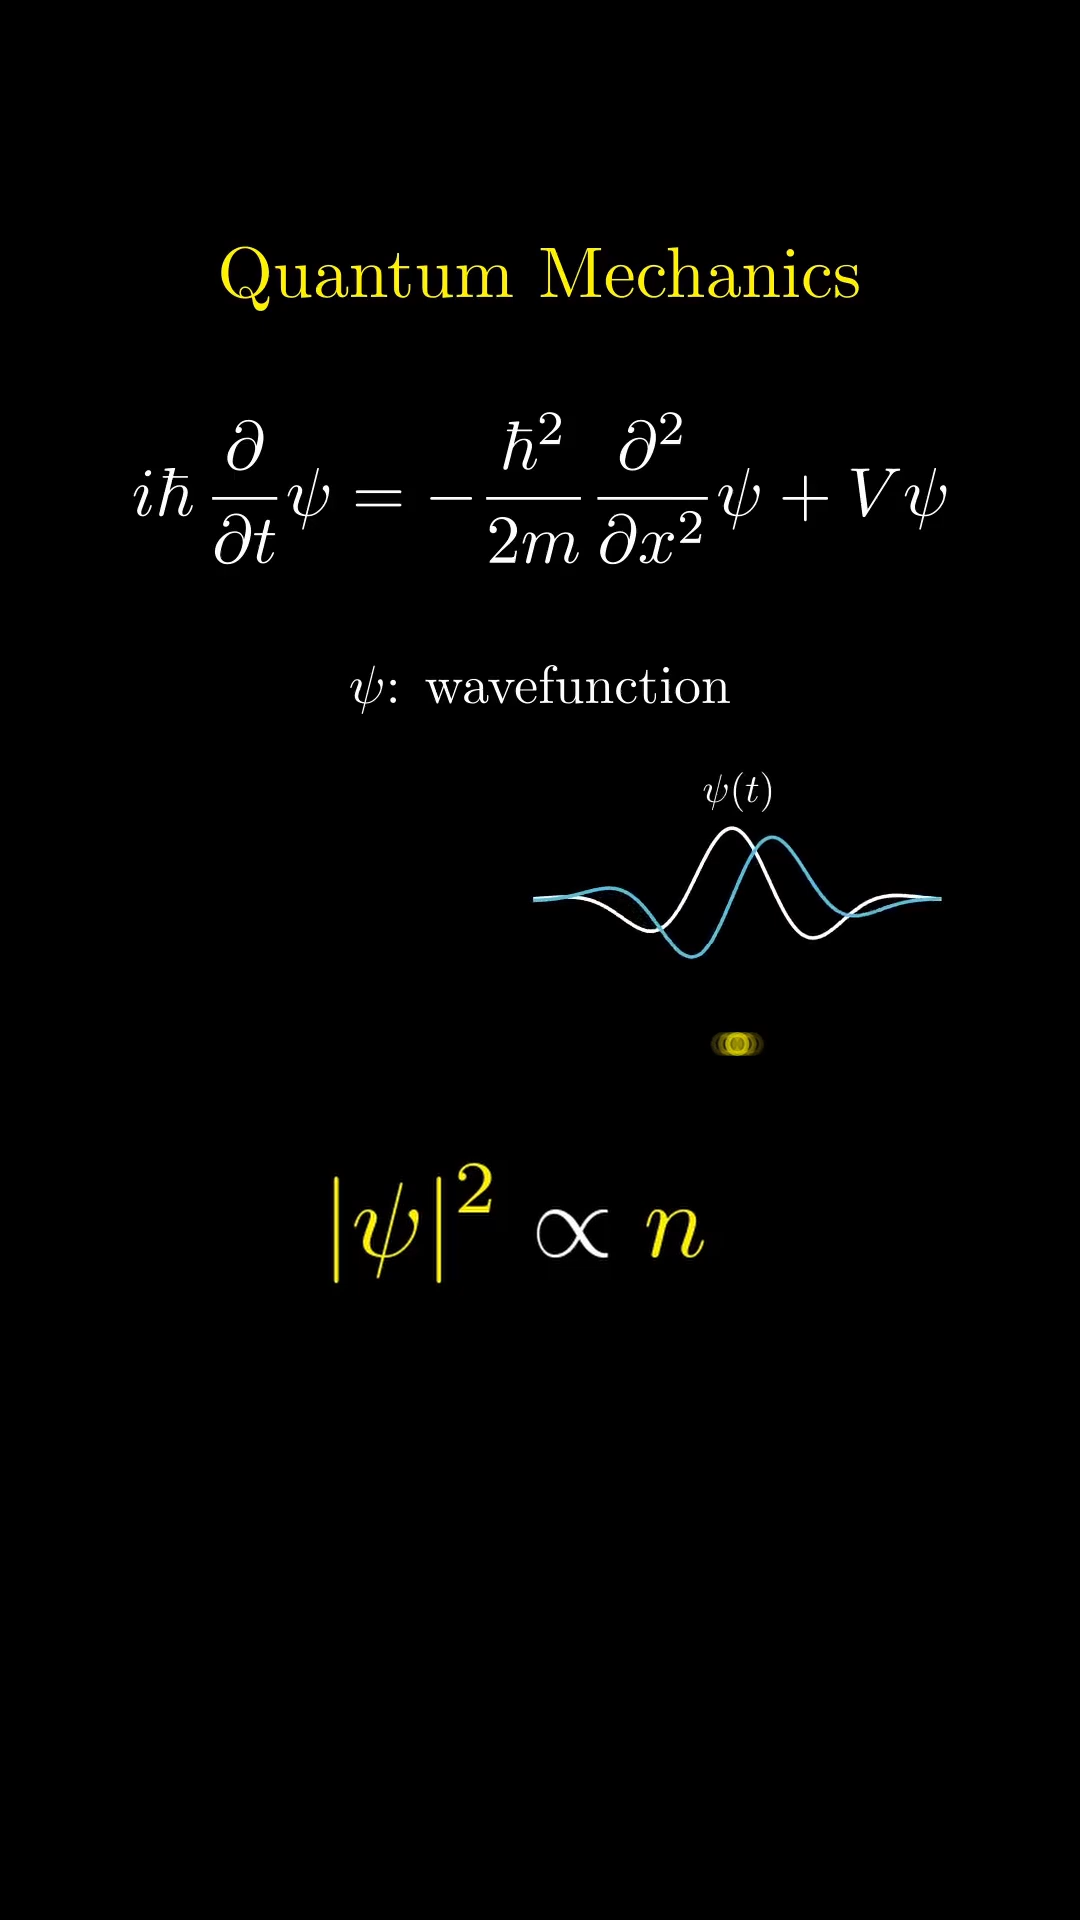 Quantum Mechanics
iℏ ∂/∂t ψ = −ℏ²/2m ∂²/∂x² ψ + Vψ
ψ: wavefunction
ψ(t)
|ψ|² ∝ n